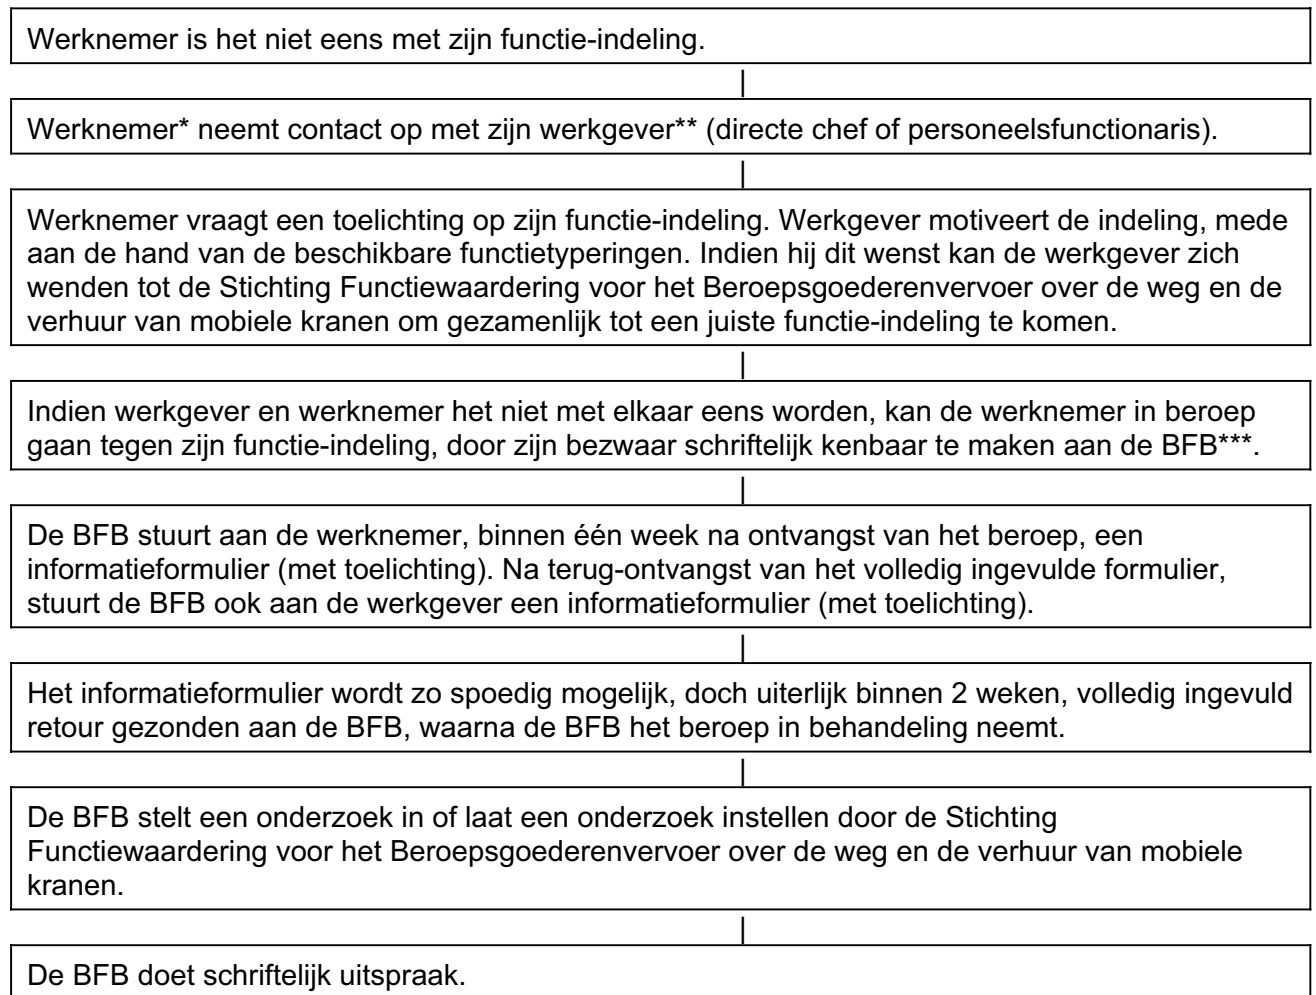 Werknemer is het niet eens met zijn functie-indeling.
Werknemer* neemt contact op met zijn werkgever** (directe chef of personeelsfunctionaris).
Werknemer vraagt een toelichting op zijn functie-indeling. Werkgever motiveert de indeling, mede
aan de hand van de beschikbare functietyperingen. Indien hij dit wenst kan de werkgever zich
wenden tot de Stichting Functiewaardering voor het Beroepsgoederenvervoer over de weg en de
verhuur van mobiele kranen om gezamenlijk tot een juiste functie-indeling te komen.
Indien werkgever en werknemer het niet met elkaar eens worden, kan de werknemer in beroep
gaan tegen zijn functie-indeling, door zijn bezwaar schriftelijk kenbaar te maken aan de BFB***.
De BFB stuurt aan de werknemer, binnen één week na ontvangst van het beroep, een
informatieformulier (met toelichting). Na terug-ontvangst van het volledig ingevulde formulier,
stuurt de BFB ook aan de werkgever een informatieformulier (met toelichting).
Het informatieformulier wordt zo spoedig mogelijk, doch uiterlijk binnen 2 weken, volledig ingevuld
retour gezonden aan de BFB, waarna de BFB het beroep in behandeling neemt.
De BFB stelt een onderzoek in of laat een onderzoek instellen door de Stichting
Functiewaardering voor het Beroepsgoederenvervoer over de weg en de verhuur van mobiele
kranen.
De BFB doet schriftelijk uitspraak.